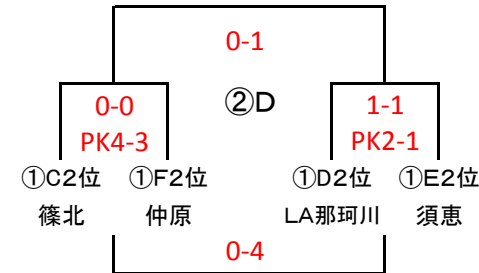 0-1
0-0 ②D 1-1
PK4-3 PK2-1
①C2位 ①F2位 ①D2位 ①E2位
篠北 仲原 LA那珂川 須恵
0-4